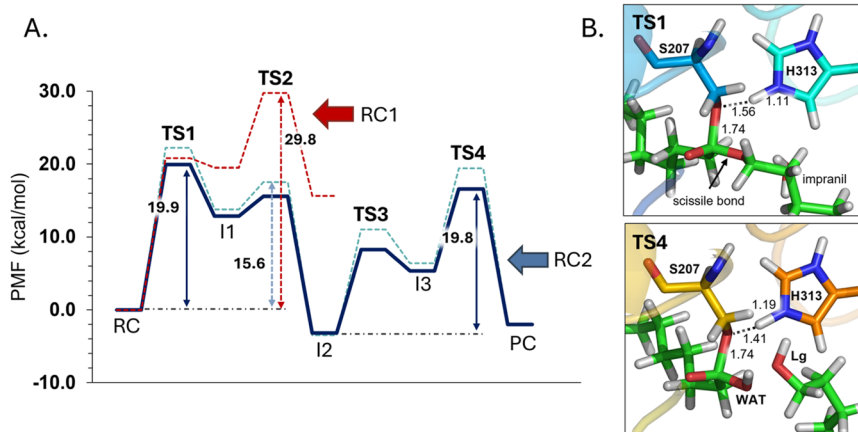 A.
B.
PMF (kcal/mol)
30.0
20.0
10.0
0.0
-10.0
TS1
TS2
TS3
TS4
RC1
RC2
29.8
19.9
15.6
19.8
RC
I1
I2
I3
PC
TS1
S207
H313
1.56
1.11
1.74
impranil
scissile bond
TS4
S207
H313
1.19
1.41
1.74
Lg
WAT